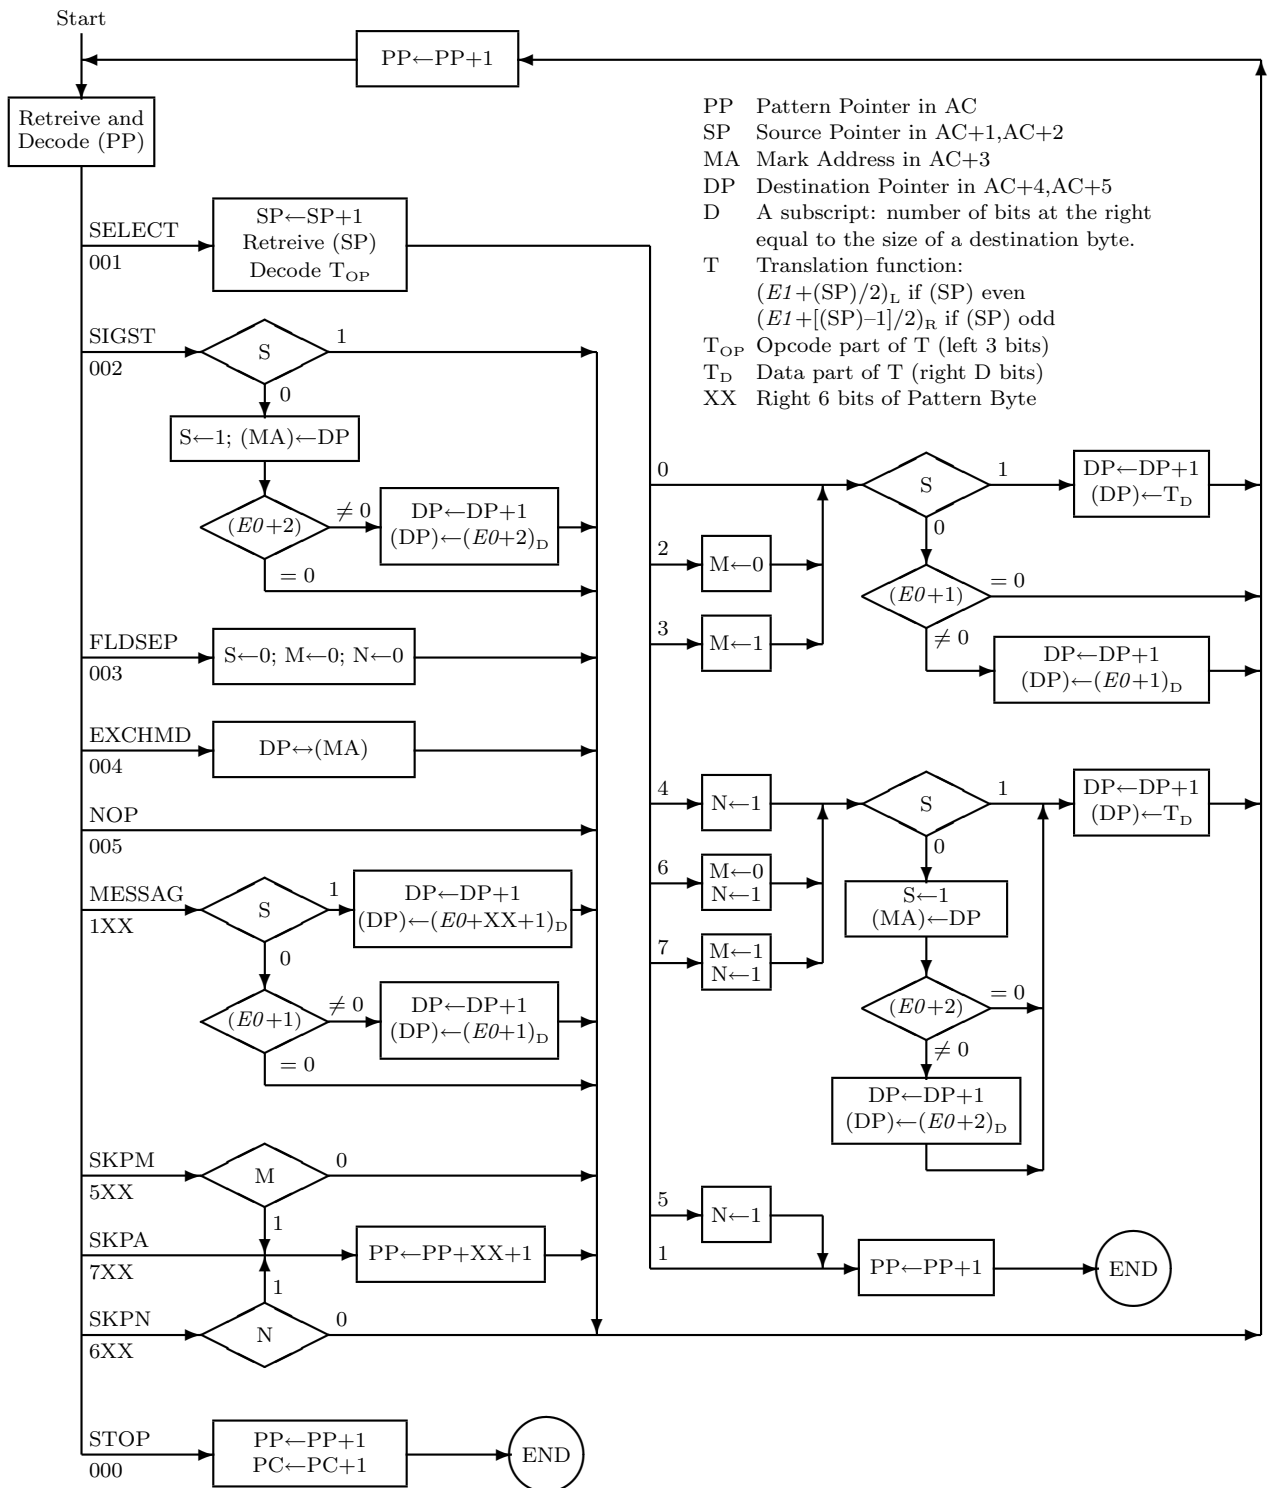 Start
PP←PP+1
Retreive and
Decode (PP)
PP Pattern Pointer in AC
SP Source Pointer in AC+1,AC+2
MA Mark Address in AC+3
DP Destination Pointer in AC+4,AC+5
D A subscript: number of bits at the right
equal to the size of a destination byte.
T Translation function:
(E1+(SP)/2)L if (SP) even
(E1+[(SP)–1]/2)R if (SP) odd
TOP Opcode part of T (left 3 bits)
TD Data part of T (right D bits)
XX Right 6 bits of Pattern Byte
SELECT
001
SP←SP+1
Retreive (SP)
Decode TOP
SIGST
002
S
1
0
S←1; (MA)←DP
(E0+2)
≠0
DP←DP+1
(DP)←(E0+2)D
= 0
FLDSEP
003
S←0; M←0; N←0
EXCHMD
004
DP↔(MA)
NOP
005
MESSAG
1XX
S
1
DP←DP+1
(DP)←(E0+XX+1)D
0
(E0+1)
≠0
DP←DP+1
(DP)←(E0+1)D
= 0
SKPM
5XX
M
0
1
SKPA
7XX
PP←PP+XX+1
1
SKPN
6XX
N
0
STOP
000
PP←PP+1
PC←PC+1
END
0
S
1
DP←DP+1
(DP)←TD
0
2
M←0
(E0+1)
= 0
3
M←1
≠0
DP←DP+1
(DP)←(E0+1)D
4
N←1
S
1
DP←DP+1
(DP)←TD
0
6
M←0
N←1
S←1
(MA)←DP
7
M←1
N←1
(E0+2)
= 0
≠0
DP←DP+1
(DP)←(E0+2)D
5
N←1
1
PP←PP+1
END